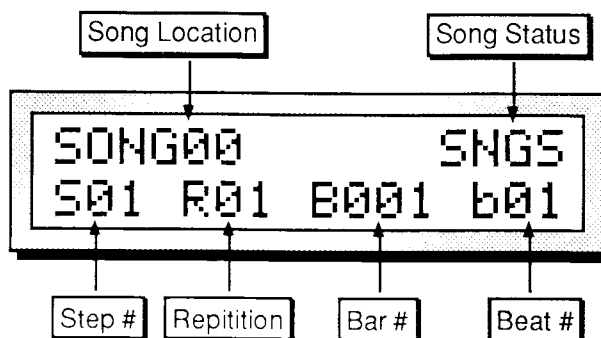 Song Location Song Status
SONG00 SNGS
S01 R01 B001 b01
Step # Repitition Bar # Beat #